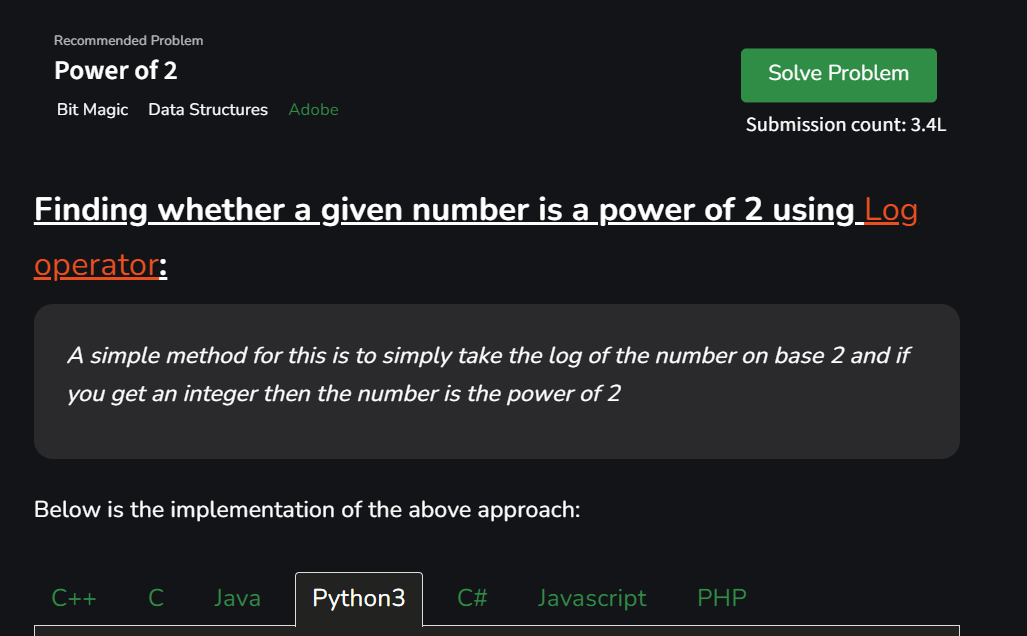 Recommended Problem
Power of 2
Solve Problem
Bit Magic Data Structures Adobe
Submission count: 3.4L
Finding whether a given number is a power of 2 using Log
operator:
A simple method for this is to simply take the log of the number on base 2 and if
you get an integer then the number is the power of 2
Below is the implementation of the above approach:
C++ C Java Python3 C# Javascript PHP